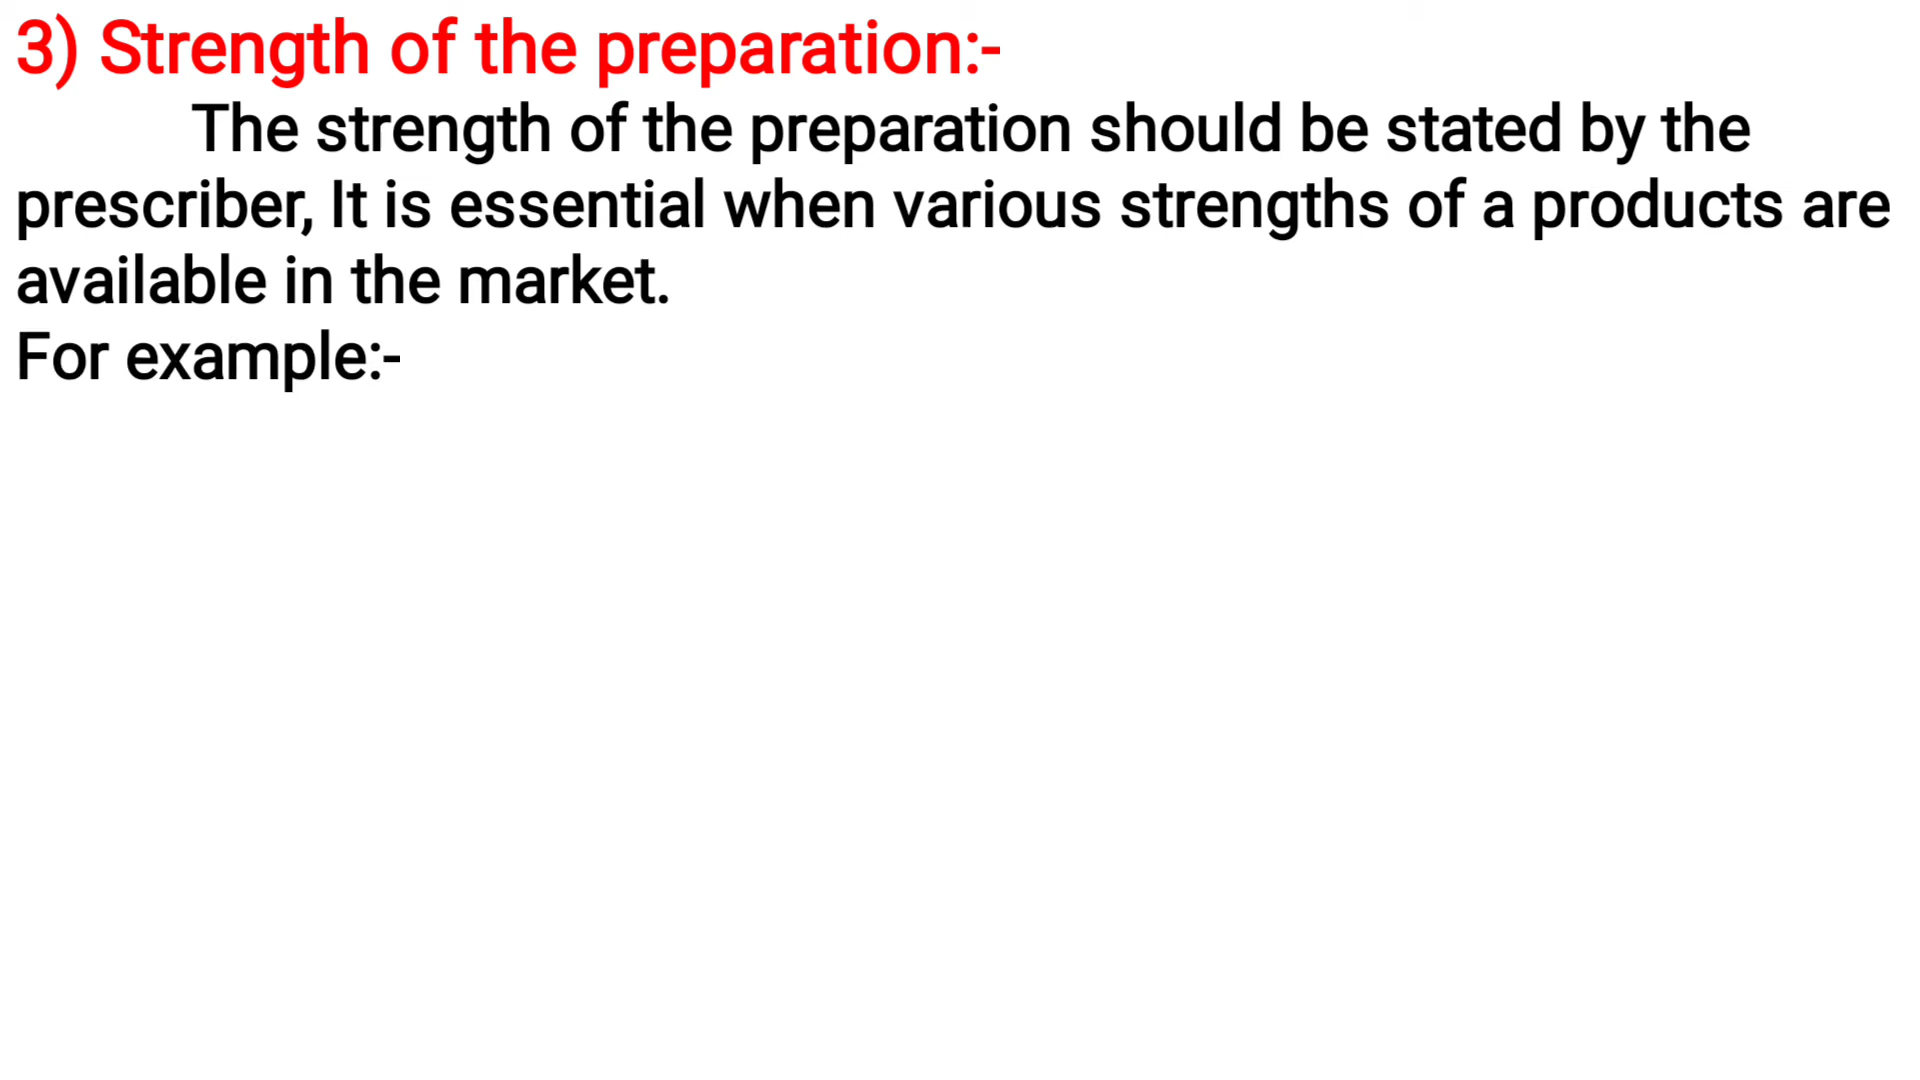 3) Strength of the preparation:-
The strength of the preparation should be stated by the
prescriber, It is essential when various strengths of a products are
available in the market.
For example:-